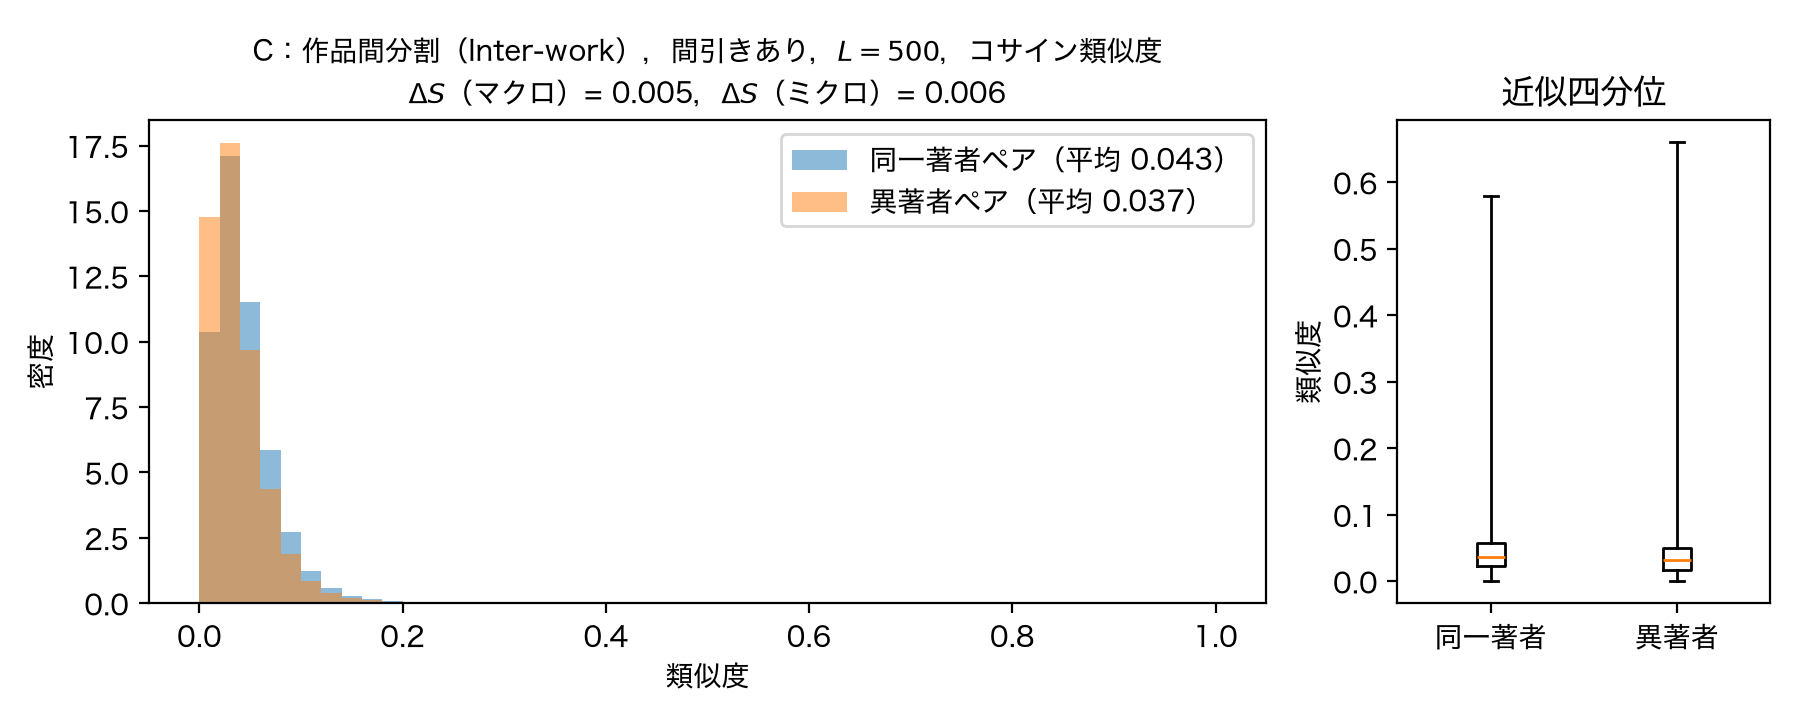 C：作品間分割（Inter-work），間引きあり，L = 500，コサイン類似度
ΔS（マクロ）= 0.005，ΔS（ミクロ）= 0.006
同一著者ペア（平均 0.043）
異著者ペア（平均 0.037）
密度
17.5
15.0
12.5
10.0
7.5
5.0
2.5
0.0
0.0 0.2 0.4 0.6 0.8 1.0
類似度
近似四分位
類似度
0.6
0.5
0.4
0.3
0.2
0.1
0.0
同一著者 異著者